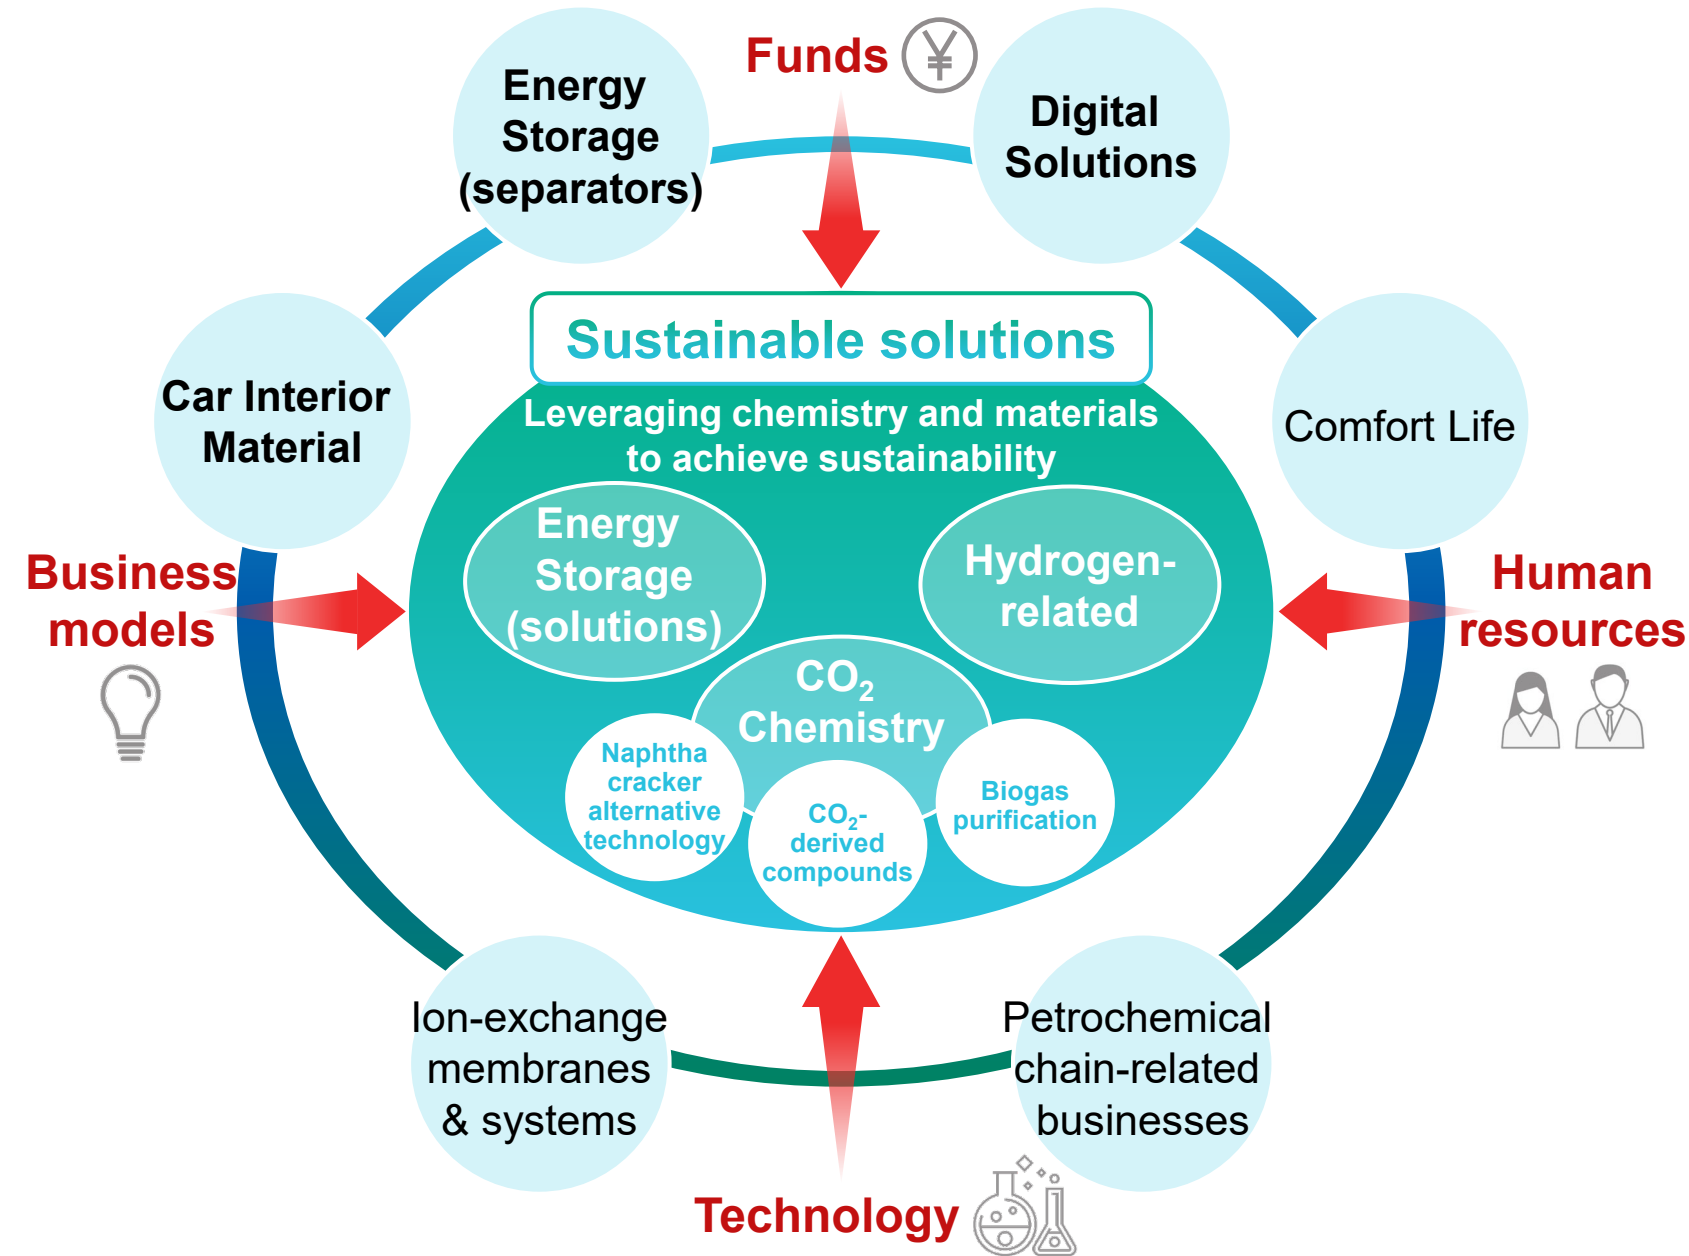 Funds
¥
Energy
Storage
(separators)
Digital
Solutions
Car Interior
Material
Comfort Life
Sustainable solutions
Leveraging chemistry and materials
to achieve sustainability
Energy
Storage
(solutions)
Hydrogen-
related
CO₂
Chemistry
Naphtha
cracker
alternative
technology
CO₂-
derived
compounds
Biogas
purification
Business
models
Human
resources
Ion-exchange
membranes
& systems
Petrochemical
chain-related
businesses
Technology